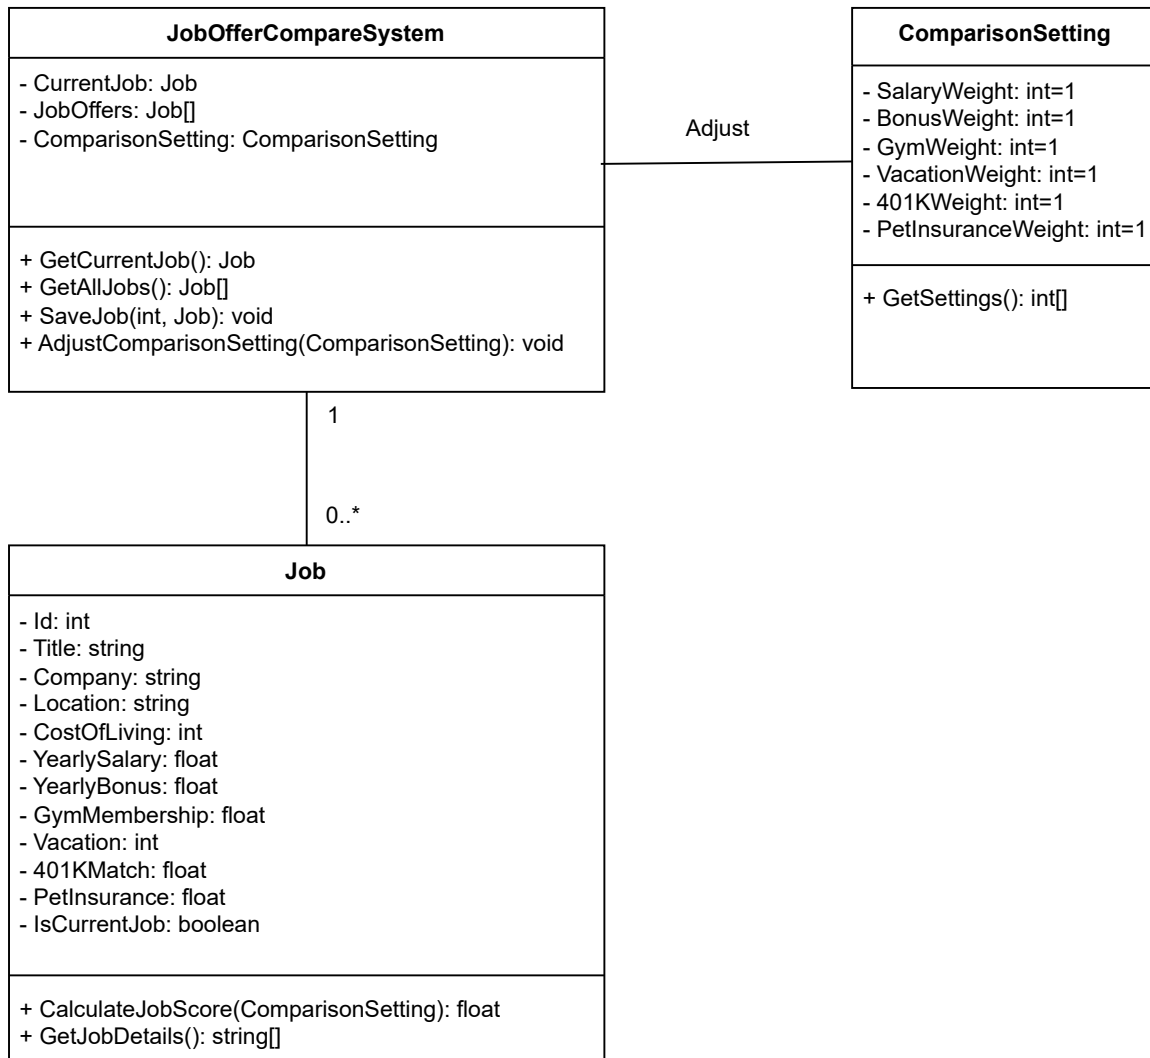 JobOfferCompareSystem
- CurrentJob: Job
- JobOffers: Job[]
- ComparisonSetting: ComparisonSetting
+ GetCurrentJob(): Job
+ GetAllJobs(): Job[]
+ SaveJob(int, Job): void
+ AdjustComparisonSetting(ComparisonSetting): void
Adjust
ComparisonSetting
- SalaryWeight: int=1
- BonusWeight: int=1
- GymWeight: int=1
- VacationWeight: int=1
- 401KWeight: int=1
- PetInsuranceWeight: int=1
+ GetSettings(): int[]
1
0..*
Job
- Id: int
- Title: string
- Company: string
- Location: string
- CostOfLiving: int
- YearlySalary: float
- YearlyBonus: float
- GymMembership: float
- Vacation: int
- 401KMatch: float
- PetInsurance: float
- IsCurrentJob: boolean
+ CalculateJobScore(ComparisonSetting): float
+ GetJobDetails(): string[]